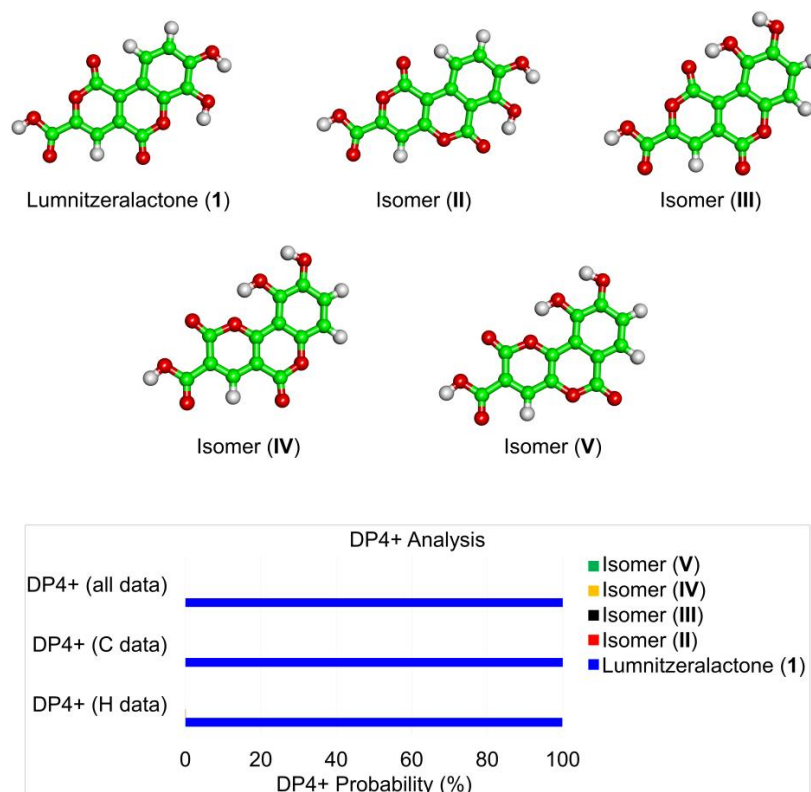 Lumnitzeralactone (1)
Isomer (II)
Isomer (III)
Isomer (IV)
Isomer (V)
DP4+ Analysis
DP4+ (all data)
DP4+ (C data)
DP4+ (H data)
0 20 40 60 80 100
DP4+ Probability (%)
Isomer (V)
Isomer (IV)
Isomer (III)
Isomer (II)
Lumnitzeralactone (1)